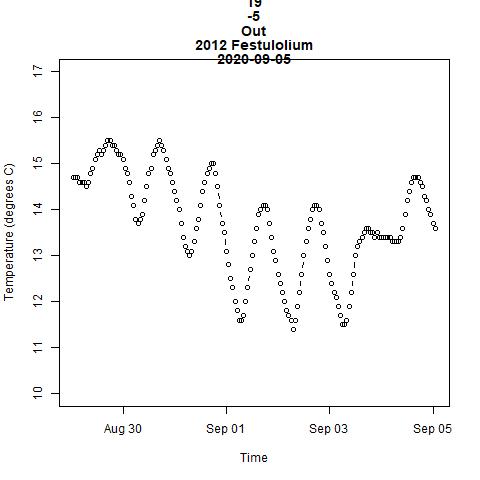 19
-5
Out
2012 Festulolium
2020-09-05
Temperature (degrees C)
17
16
15
14
13
12
11
10
Aug 30
Sep 01
Sep 03
Sep 05
Time